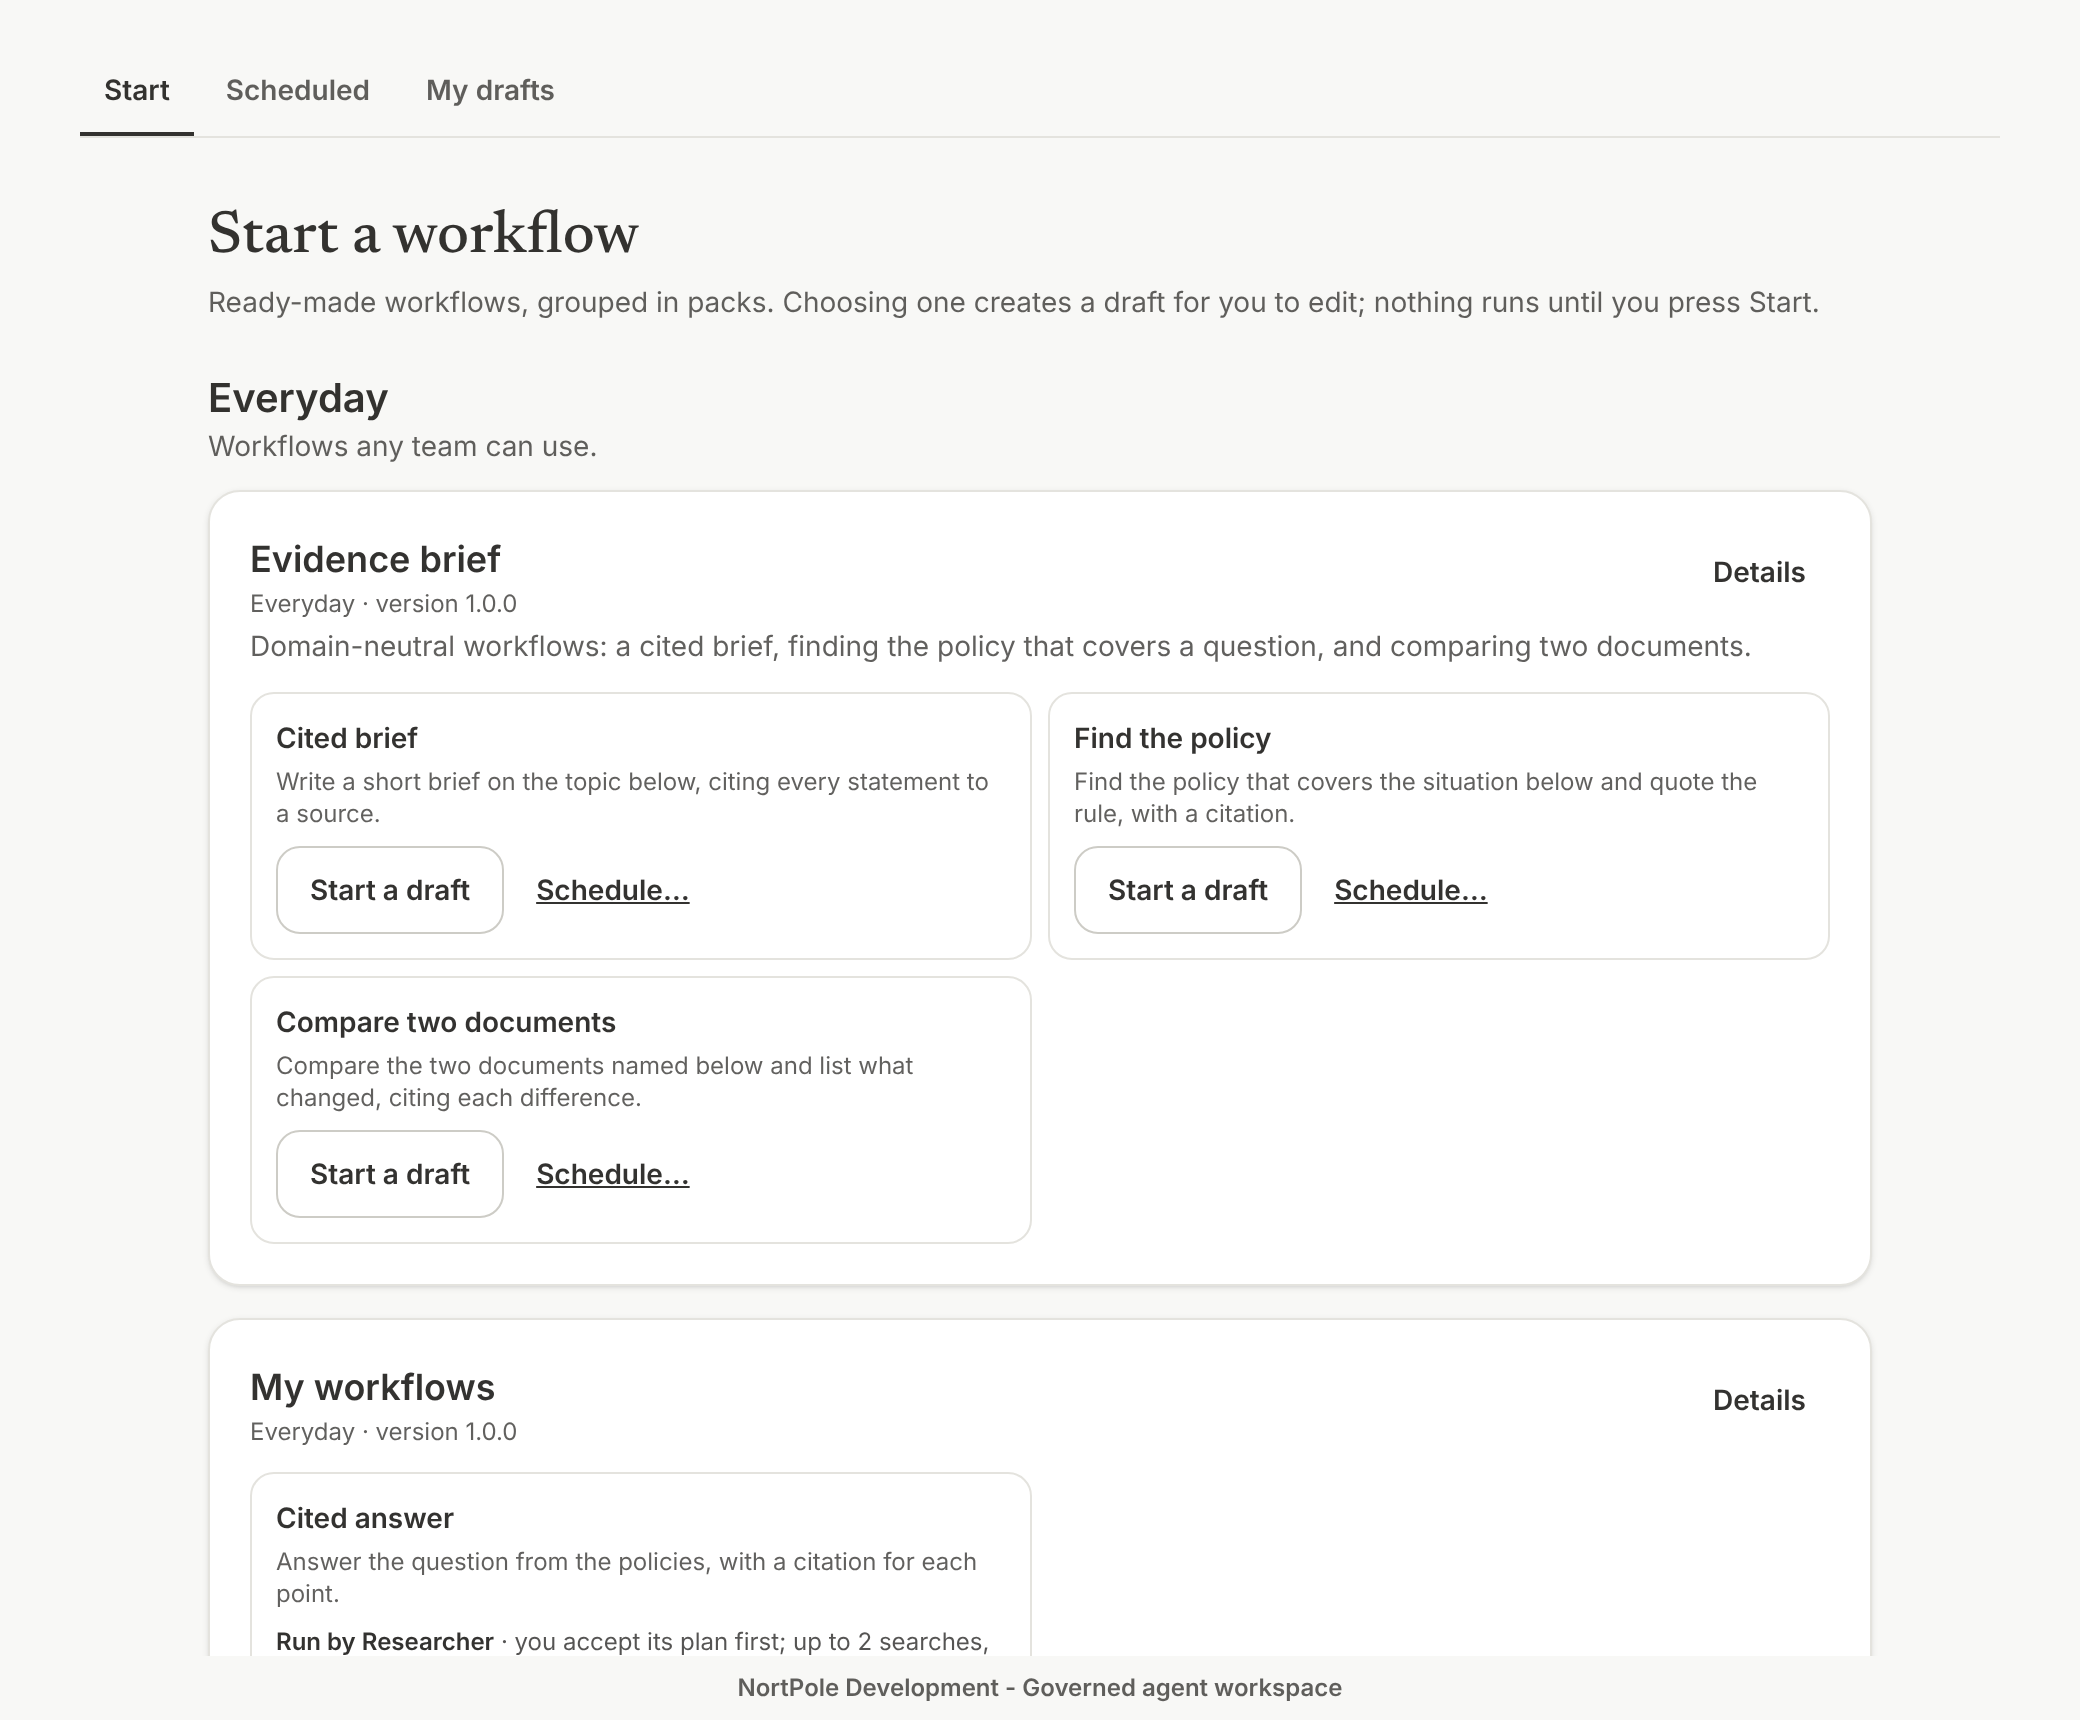 Start Scheduled My drafts
Start a workflow
Ready-made workflows, grouped in packs. Choosing one creates a draft for you to edit; nothing runs until you press Start.
Everyday
Workflows any team can use.
Evidence brief
Details
Everyday · version 1.0.0
Domain-neutral workflows: a cited brief, finding the policy that covers a question, and comparing two documents.
Cited brief
Write a short brief on the topic below, citing every statement to
a source.
Start a draft Schedule...
Find the policy
Find the policy that covers the situation below and quote the
rule, with a citation.
Start a draft Schedule...
Compare two documents
Compare the two documents named below and list what
changed, citing each difference.
Start a draft Schedule...
My workflows
Details
Everyday · version 1.0.0
Cited answer
Answer the question from the policies, with a citation for each
point.
Run by Researcher · you accept its plan first; up to 2 searches,
NortPole Development - Governed agent workspace